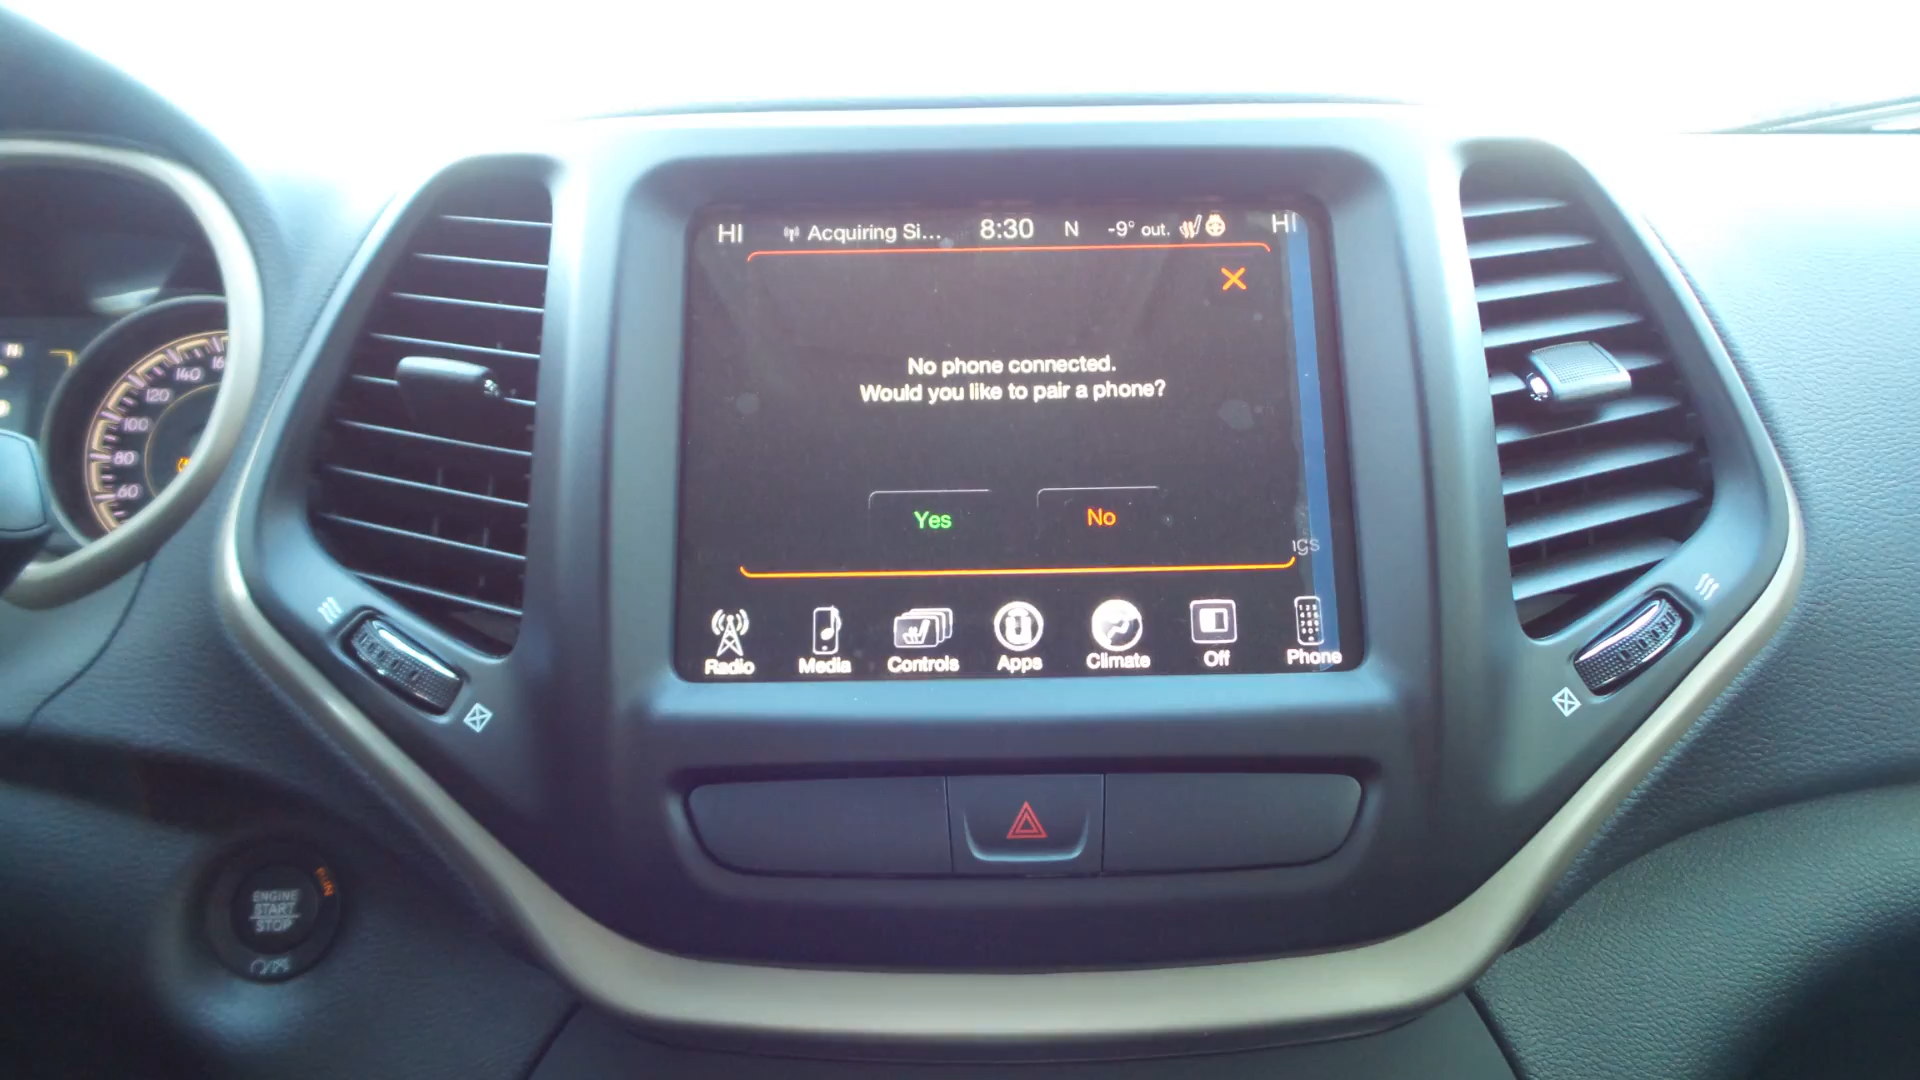 HI Acquiring Si... 8:30 N -9° out. HI
No phone connected.
Would you like to pair a phone?
Yes No
Radio Media Controls Apps Climate Off Phone
N
140
120
100
80
60
RUN
ENGINE
START
STOP